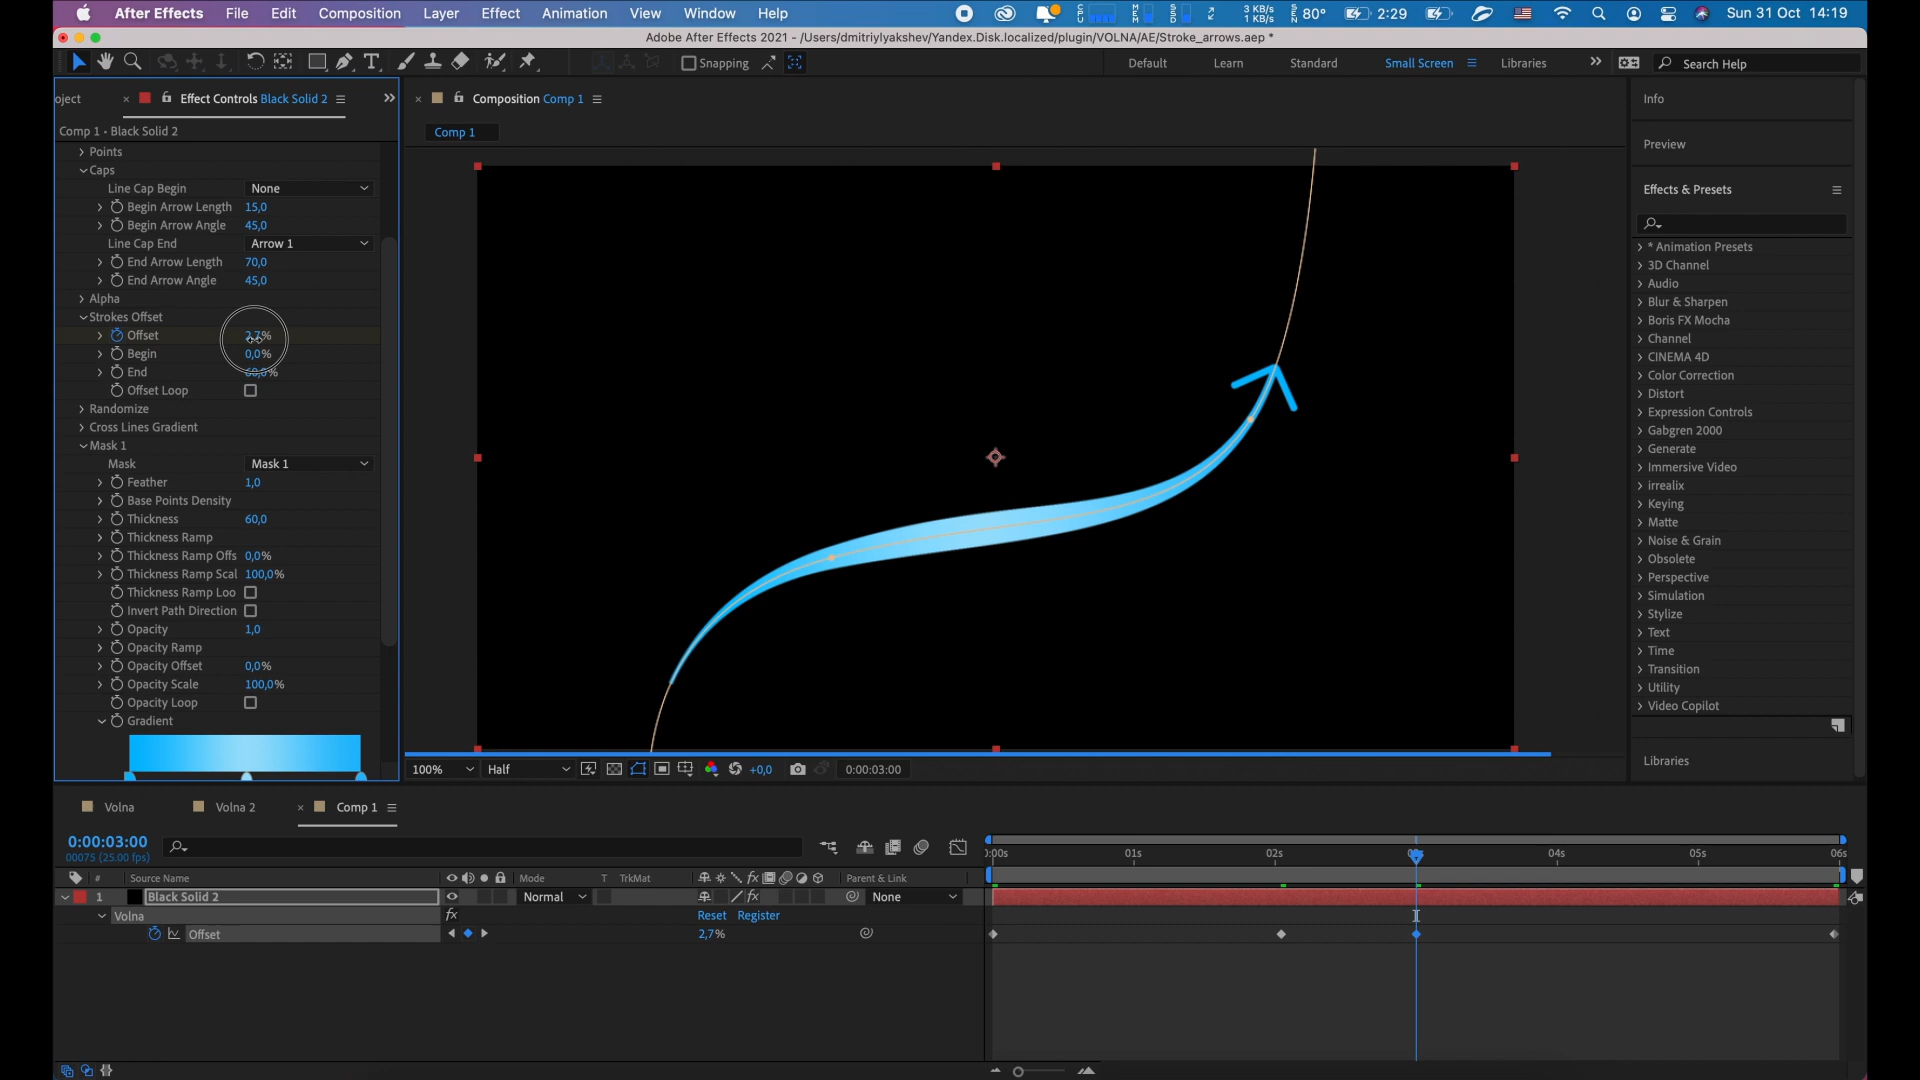 After Effects File Edit Composition Layer Effect Animation View Window Help 3 KB/s 1 KB/s 80° 2:29 Sun 31 Oct 14:19
Adobe After Effects 2021 - /Users/dmitriylyakshev/Yandex.Disk.localized/plugin/VOLNA/AE/Stroke_arrows.aep *
Snapping Default Learn Standard Small Screen Libraries Search Help
oject Effect Controls Black Solid 2
Comp 1 • Black Solid 2
Points
Caps
Line Cap Begin None
Begin Arrow Length 15,0
Begin Arrow Angle 45,0
Line Cap End Arrow 1
End Arrow Length 70,0
End Arrow Angle 45,0
Alpha
Strokes Offset
Offset 2,7%
Begin 0,0%
End
Offset Loop
Randomize
Cross Lines Gradient
Mask 1
Mask Mask 1
Feather 1,0
Base Points Density
Thickness 60,0
Thickness Ramp
Thickness Ramp Offs 0,0%
Thickness Ramp Scal 100,0%
Thickness Ramp Loo
Invert Path Direction
Opacity 1,0
Opacity Ramp
Opacity Offset 0,0%
Opacity Scale 100,0%
Opacity Loop
Gradient
Composition Comp 1
Comp 1
100% Half +0,0 0:00:03:00
Info
Preview
Effects & Presets
* Animation Presets
3D Channel
Audio
Blur & Sharpen
Boris FX Mocha
Channel
CINEMA 4D
Color Correction
Distort
Expression Controls
Gabgren 2000
Generate
Immersive Video
irrealix
Keying
Matte
Noise & Grain
Obsolete
Perspective
Simulation
Stylize
Text
Time
Transition
Utility
Video Copilot
Libraries
Volna Volna 2 Comp 1
0:00:03:00
00075 (25.00 fps)
:00s 01s 02s 04s 05s 06s
# Source Name Mode T TrkMat Parent & Link
1 Black Solid 2 Normal None
Volna Reset Register
Offset 2,7%